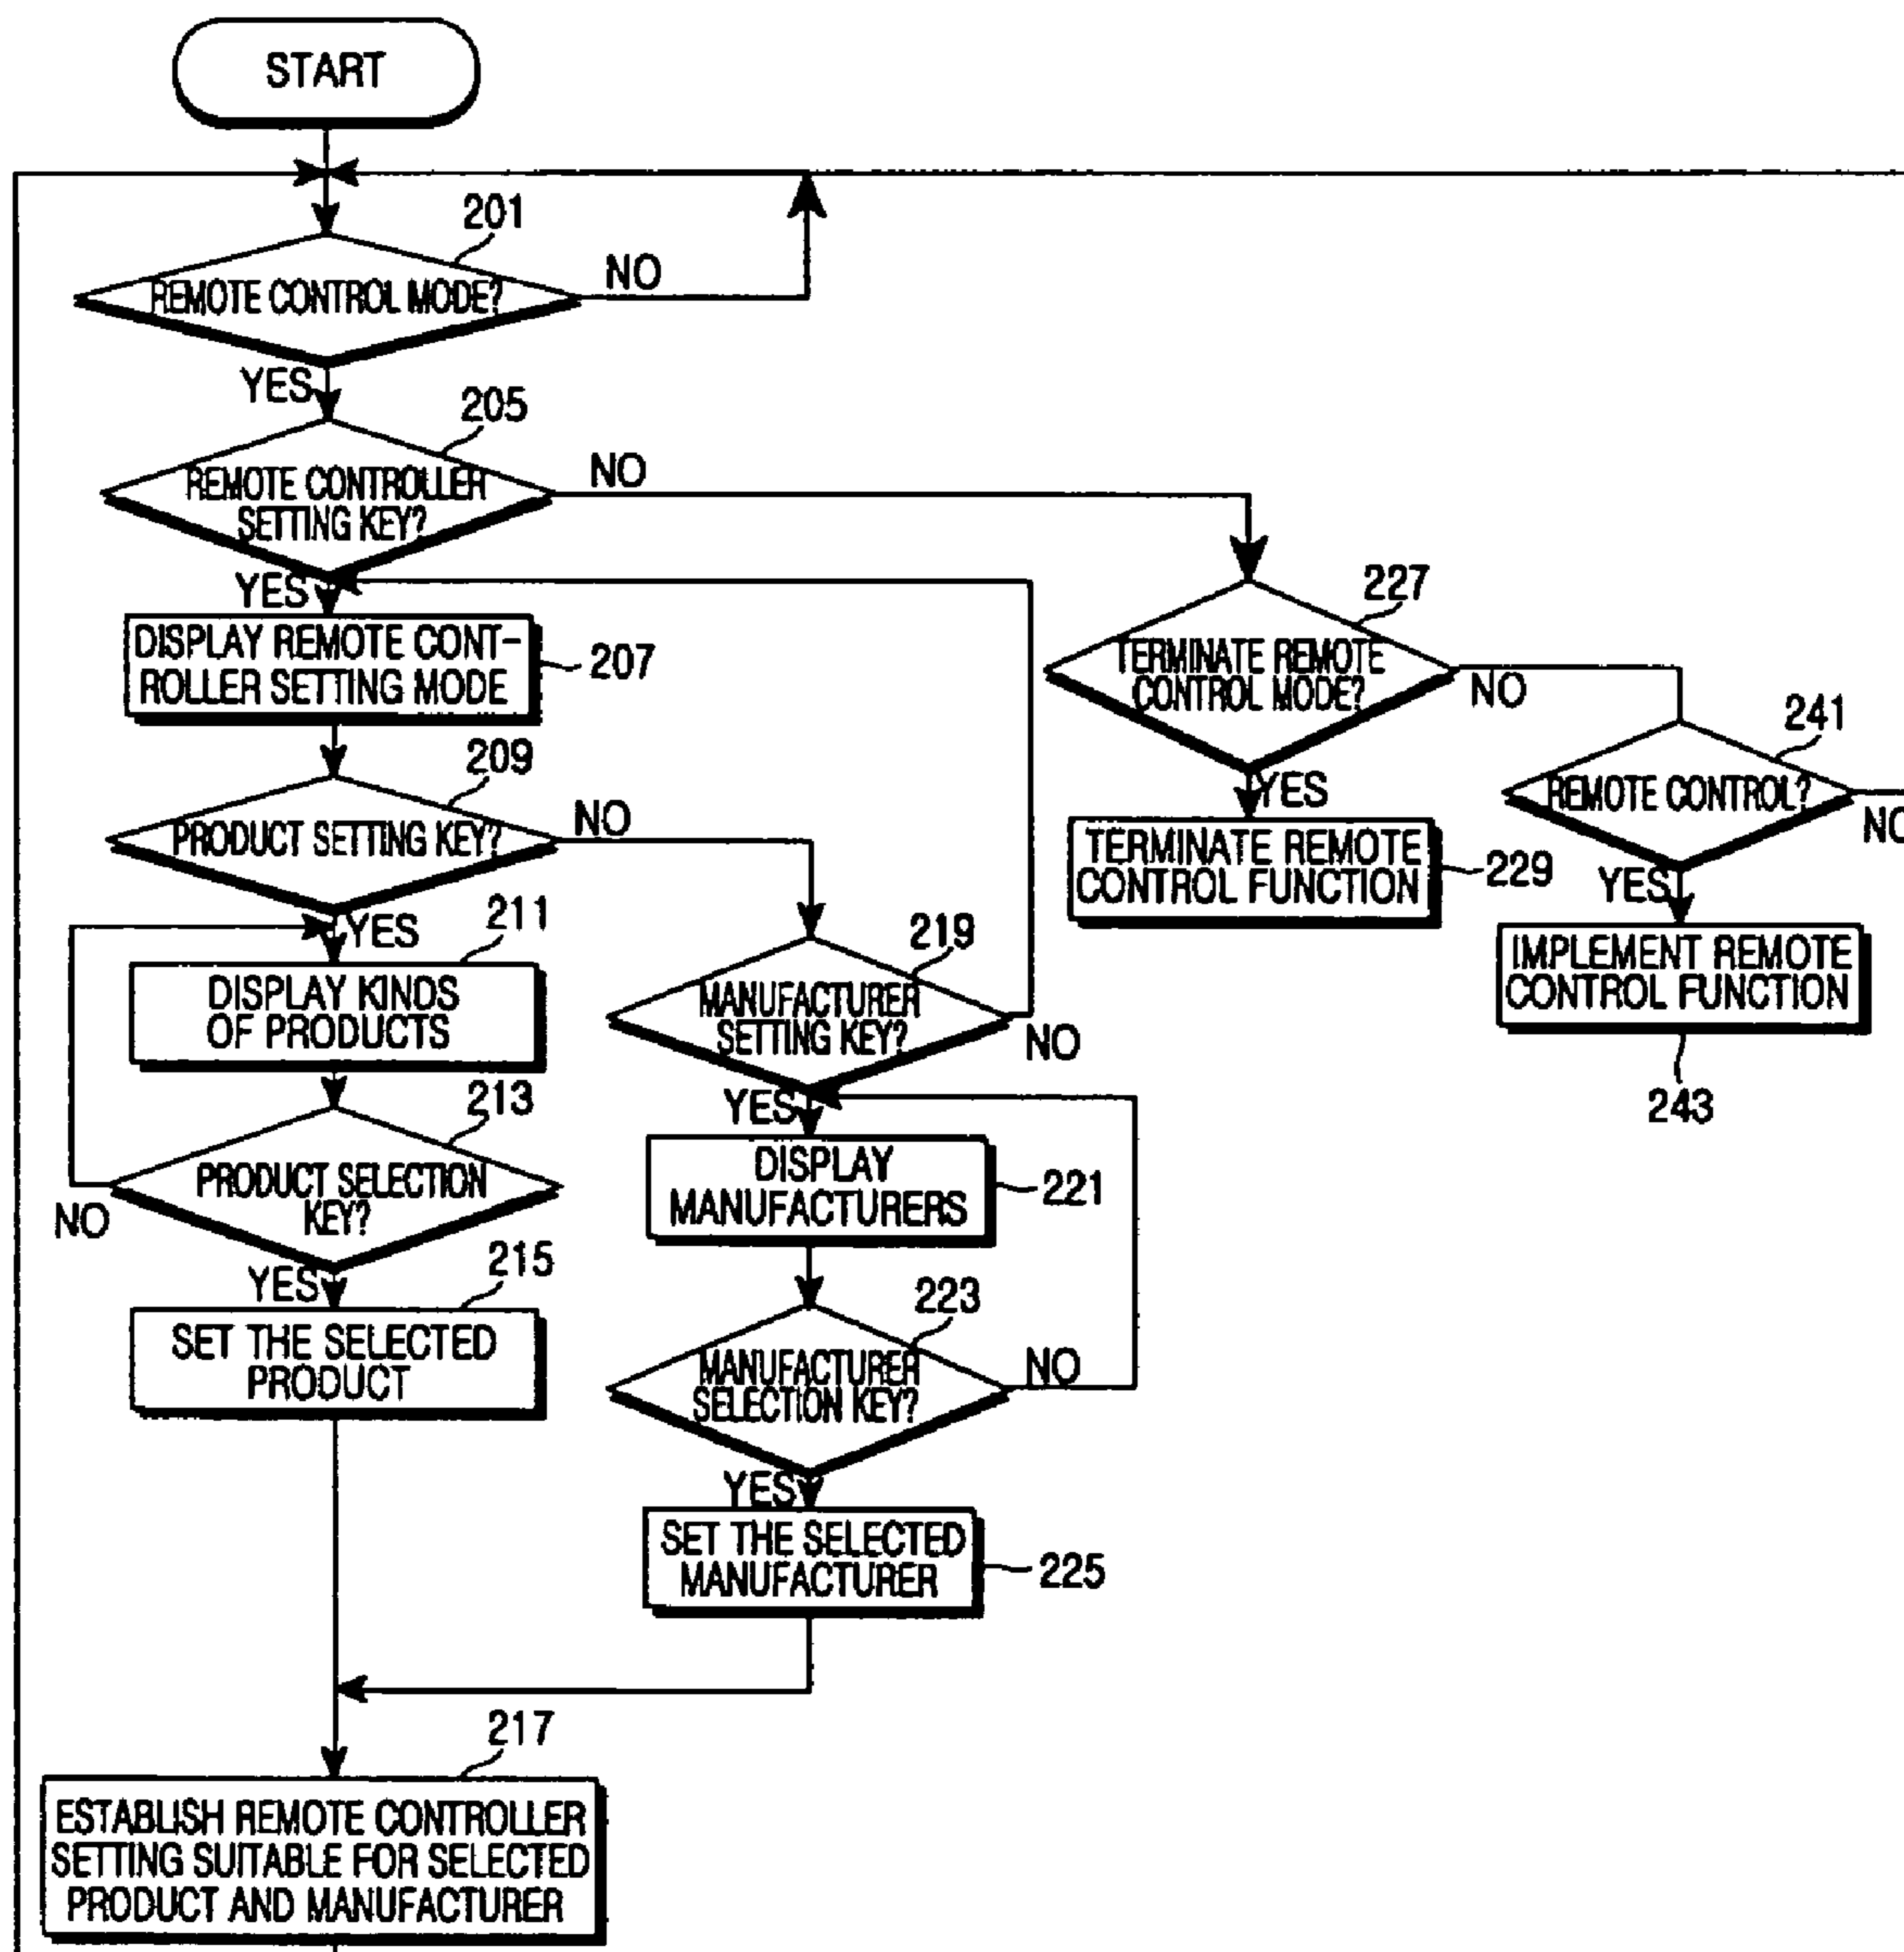 START
201
REMOTE CONTROL MODE?
NO
YES
205
REMOTE CONTROLLER
SETTING KEY?
NO
YES
DISPLAY REMOTE CONT-
ROLLER SETTING MODE
207
209
PRODUCT SETTING KEY?
NO
YES
211
DISPLAY KINDS
OF PRODUCTS
213
PRODUCT SELECTION
KEY?
NO
YES
215
SET THE SELECTED
PRODUCT
219
MANUFACTURER
SETTING KEY?
NO
YES
DISPLAY
MANUFACTURERS
221
223
MANUFACTURER
SELECTION KEY?
NO
YES
SET THE SELECTED
MANUFACTURER
225
217
ESTABLISH REMOTE CONTROLLER
SETTING SUITABLE FOR SELECTED
PRODUCT AND MANUFACTURER
227
TERMINATE REMOTE
CONTROL MODE?
NO
YES
TERMINATE REMOTE
CONTROL FUNCTION
229
241
REMOTE CONTROL?
NO
YES
IMPLEMENT REMOTE
CONTROL FUNCTION
243